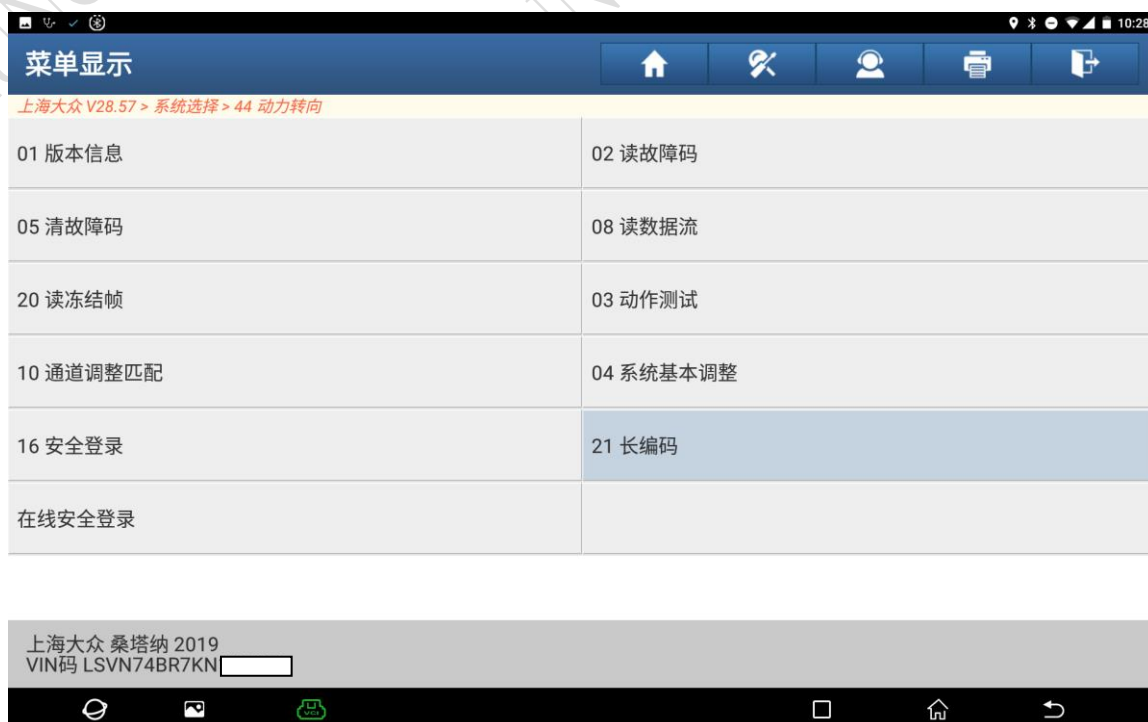 10:28
菜单显示
上海大众 V28.57 > 系统选择 > 44 动力转向
01 版本信息
02 读故障码
05 清故障码
08 读数据流
20 读冻结帧
03 动作测试
10 通道调整匹配
04 系统基本调整
16 安全登录
21 长编码
在线安全登录
上海大众 桑塔纳 2019
VIN码 LSVN74BR7KN
VCI